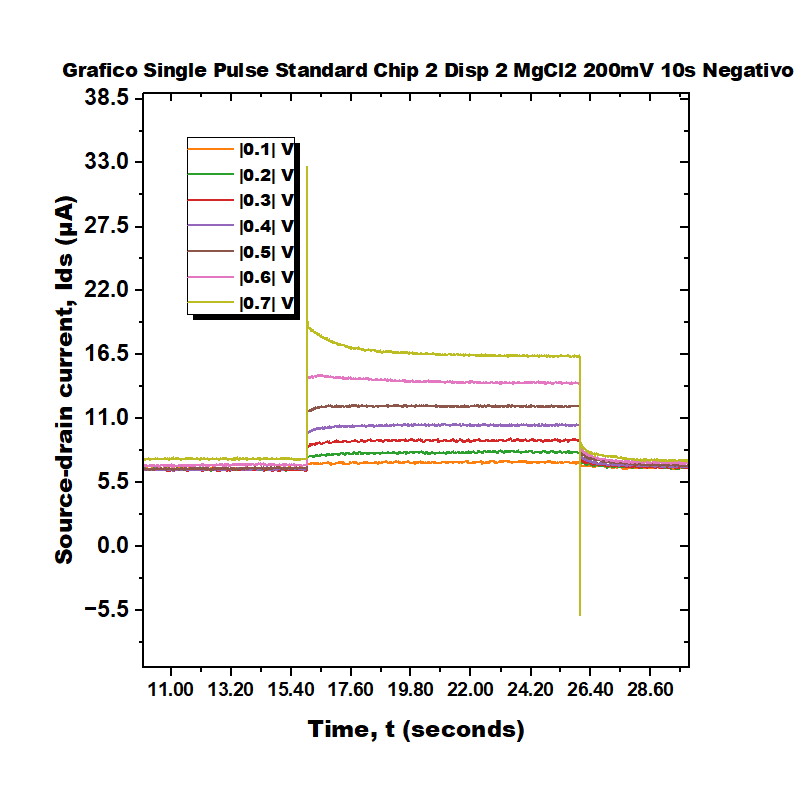 Grafico Single Pulse Standard Chip 2 Disp 2 MgCl2 200mV 10s Negativo
38.5
33.0
27.5
22.0
16.5
11.0
5.5
0.0
−5.5
Source-drain current, Ids (µA)
|0.1| V
|0.2| V
|0.3| V
|0.4| V
|0.5| V
|0.6| V
|0.7| V
11.00 13.20 15.40 17.60 19.80 22.00 24.20 26.40 28.60
Time, t (seconds)